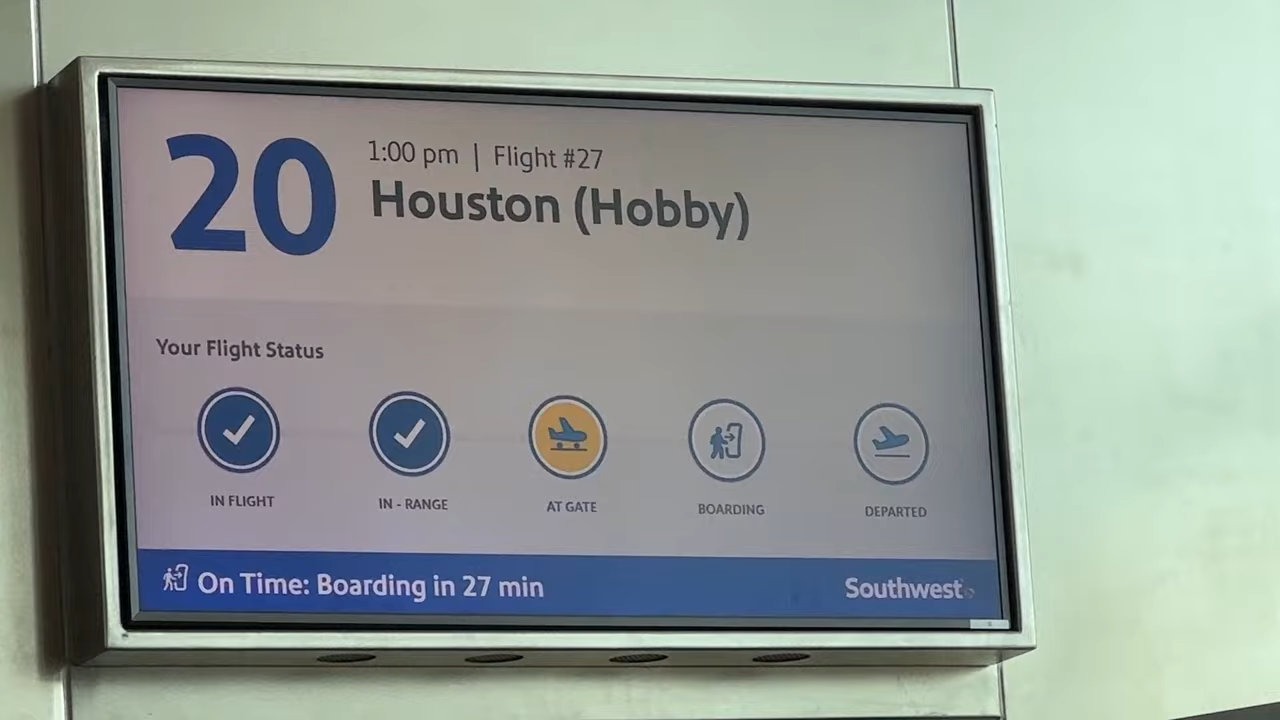 20
1:00 pm | Flight #27
Houston (Hobby)
Your Flight Status
IN FLIGHT
IN - RANGE
AT GATE
BOARDING
DEPARTED
On Time: Boarding in 27 min
Southwest